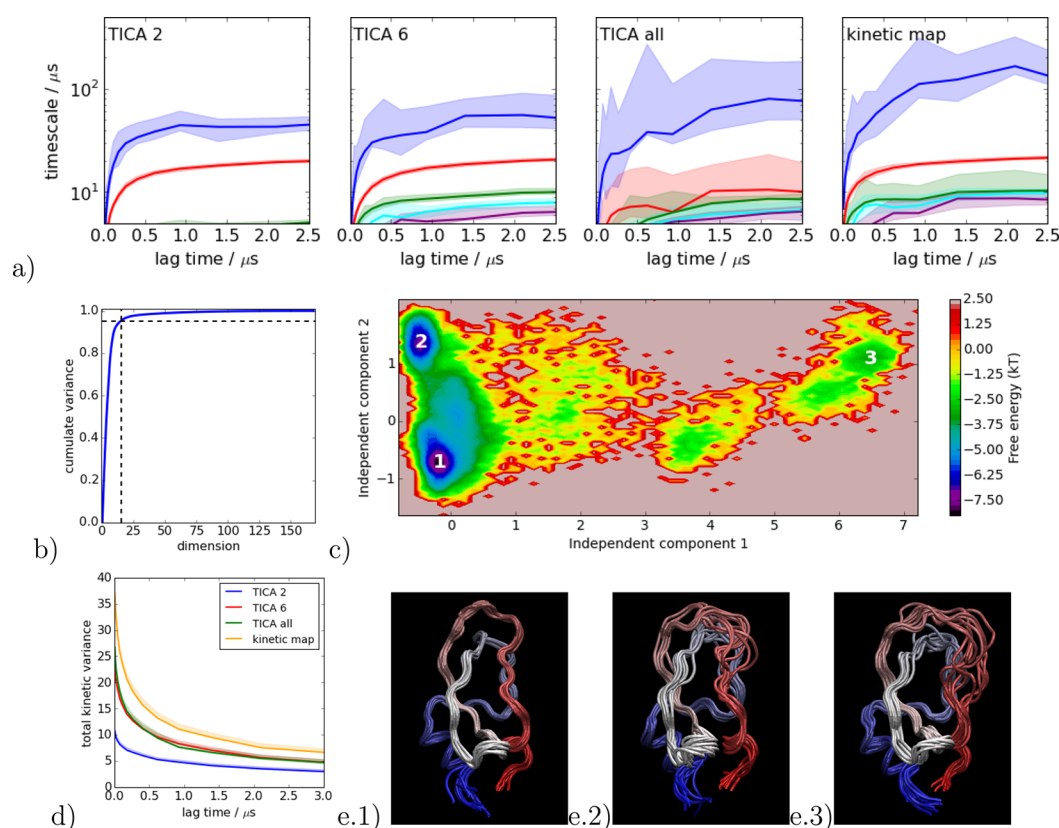 TICA 2
TICA 6
TICA all
kinetic map
timescale / μs
10²
10¹
0.0 0.5 1.0 1.5 2.0 2.5
0.0 0.5 1.0 1.5 2.0 2.5
0.0 0.5 1.0 1.5 2.0 2.5
0.0 0.5 1.0 1.5 2.0 2.5
lag time / μs
lag time / μs
lag time / μs
lag time / μs
a)
cumulate variance
1.0
0.8
0.6
0.4
0.2
0.0
0 25 50 75 100 125 150
dimension
b)
Independent component 2
1
0
−1
2
1
3
0 1 2 3 4 5 6 7
Independent component 1
c)
2.50
1.25
0.00
−1.25
−2.50
−3.75
−5.00
−6.25
−7.50
Free energy (kT)
total kinetic variance
40
35
30
25
20
15
10
5
0
TICA 2
TICA 6
TICA all
kinetic map
0.0 0.5 1.0 1.5 2.0 2.5 3.0
lag time / μs
d)
e.1)
e.2)
e.3)